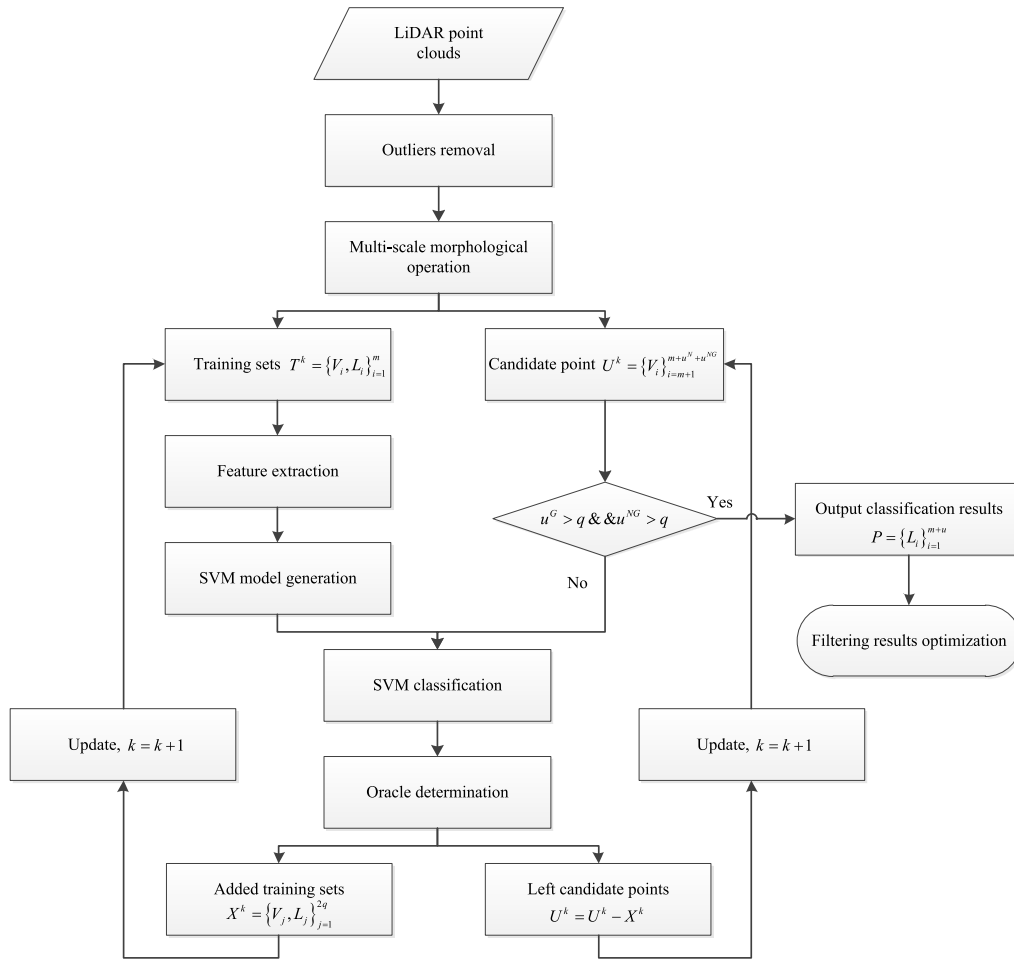 LiDAR point
clouds
Outliers removal
Multi-scale morphological
operation
Training sets $T^k = \{V_i, L_i\}_{i=1}^{m}$
Candidate point $U^k = \{V_i\}_{i=m+1}^{m+u^N+u^{NG}}$
Feature extraction
Yes
$u^G > q \& \& u^{NG} > q$
Output classification results
$P = \{L_i\}_{i=1}^{m+u}$
SVM model generation
No
Filtering results optimization
SVM classification
Update, $k = k+1$
Update, $k = k+1$
Oracle determination
Added training sets
$X^k = \{V_j, L_j\}_{j=1}^{2q}$
Left candidate points
$U^k = U^k - X^k$